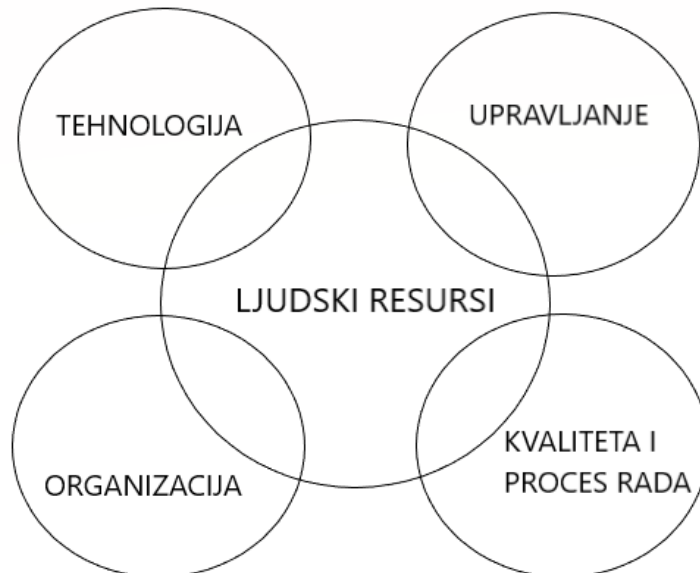 TEHNOLOGIJA
UPRAVLJANJE
LJUDSKI RESURSI
ORGANIZACIJA
KVALITETA I
PROCES RADA